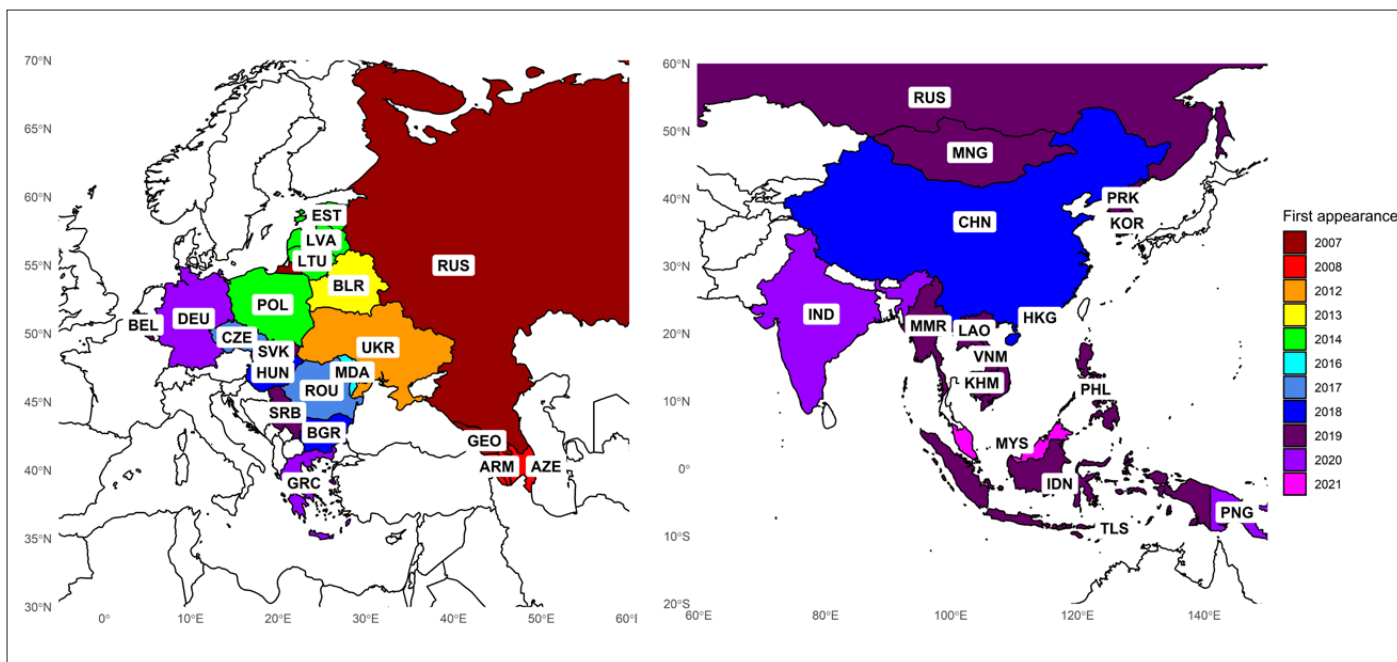 70°N
65°N
60°N
55°N
50°N
45°N
40°N
35°N
30°N
0°
10°E
20°E
30°E
40°E
50°E
60°E
EST
LVA
LTU
RUS
BLR
POL
DEU
BEL
CZE
UKR
SVK
HUN
MDA
ROU
SRB
BGR
GEO
ARM
AZE
GRC
60°N
50°N
40°N
30°N
20°N
10°N
0°
10°S
20°S
60°E
80°E
100°E
120°E
140°E
RUS
MNG
PRK
KOR
CHN
IND
HKG
MMR
LAO
VNM
KHM
PHL
MYS
IDN
PNG
TLS
First appearance
2007
2008
2012
2013
2014
2016
2017
2018
2019
2020
2021